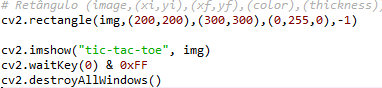 # Retângulo (image,(xi,yi),(xf,yf),(color),(thickness),
cv2.rectangle(img,(200,200),(300,300),(0,255,0),-1)
cv2.imshow("tic-tac-toe", img)
cv2.waitKey(0) & 0xFF
cv2.destroyAllWindows()